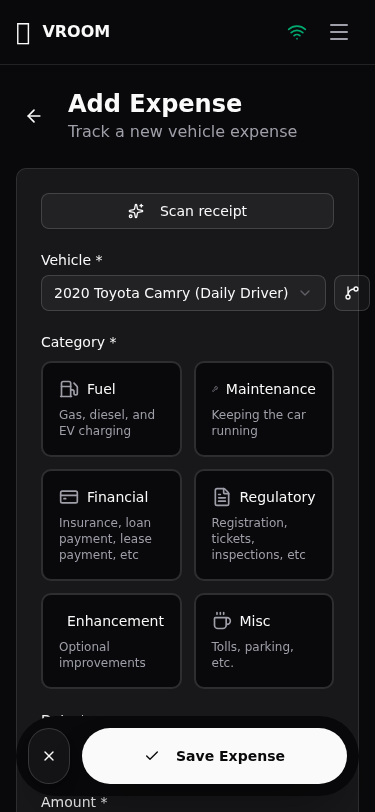 VROOM
Add Expense
Track a new vehicle expense
Scan receipt
Vehicle *
2020 Toyota Camry (Daily Driver)
Category *
Fuel
Gas, diesel, and
EV charging
Maintenance
Keeping the car
running
Financial
Insurance, loan
payment, lease
payment, etc
Regulatory
Registration,
tickets,
inspections, etc
Enhancement
Optional
improvements
Misc
Tolls, parking,
etc.
Save Expense
Amount *